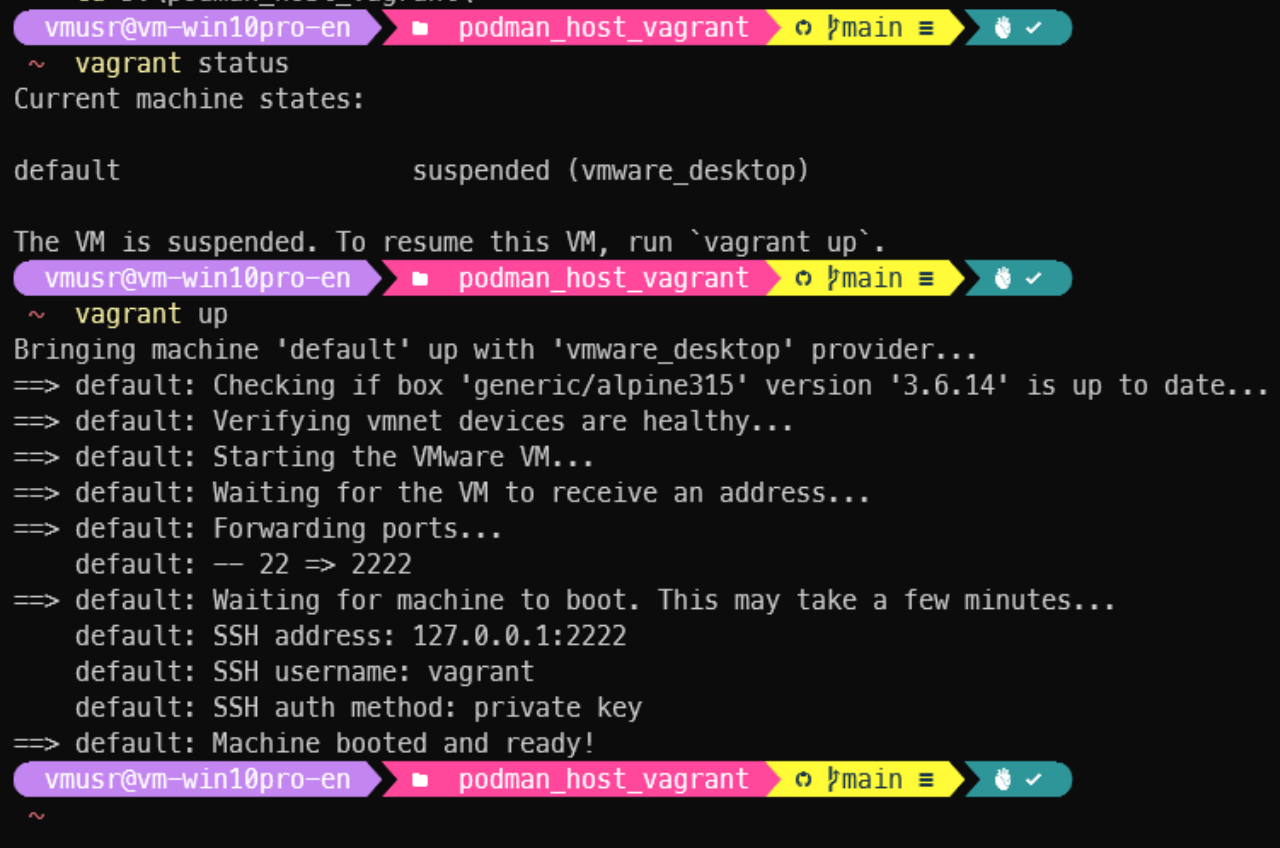 vmusr@vm-win10pro-en podman_host_vagrant main ≡ ✓
~ vagrant status
Current machine states:
default suspended (vmware_desktop)
The VM is suspended. To resume this VM, run `vagrant up`.
vmusr@vm-win10pro-en podman_host_vagrant main ≡ ✓
~ vagrant up
Bringing machine 'default' up with 'vmware_desktop' provider...
==> default: Checking if box 'generic/alpine315' version '3.6.14' is up to date...
==> default: Verifying vmnet devices are healthy...
==> default: Starting the VMware VM...
==> default: Waiting for the VM to receive an address...
==> default: Forwarding ports...
default: -- 22 => 2222
==> default: Waiting for machine to boot. This may take a few minutes...
default: SSH address: 127.0.0.1:2222
default: SSH username: vagrant
default: SSH auth method: private key
==> default: Machine booted and ready!
vmusr@vm-win10pro-en podman_host_vagrant main ≡ ✓
~